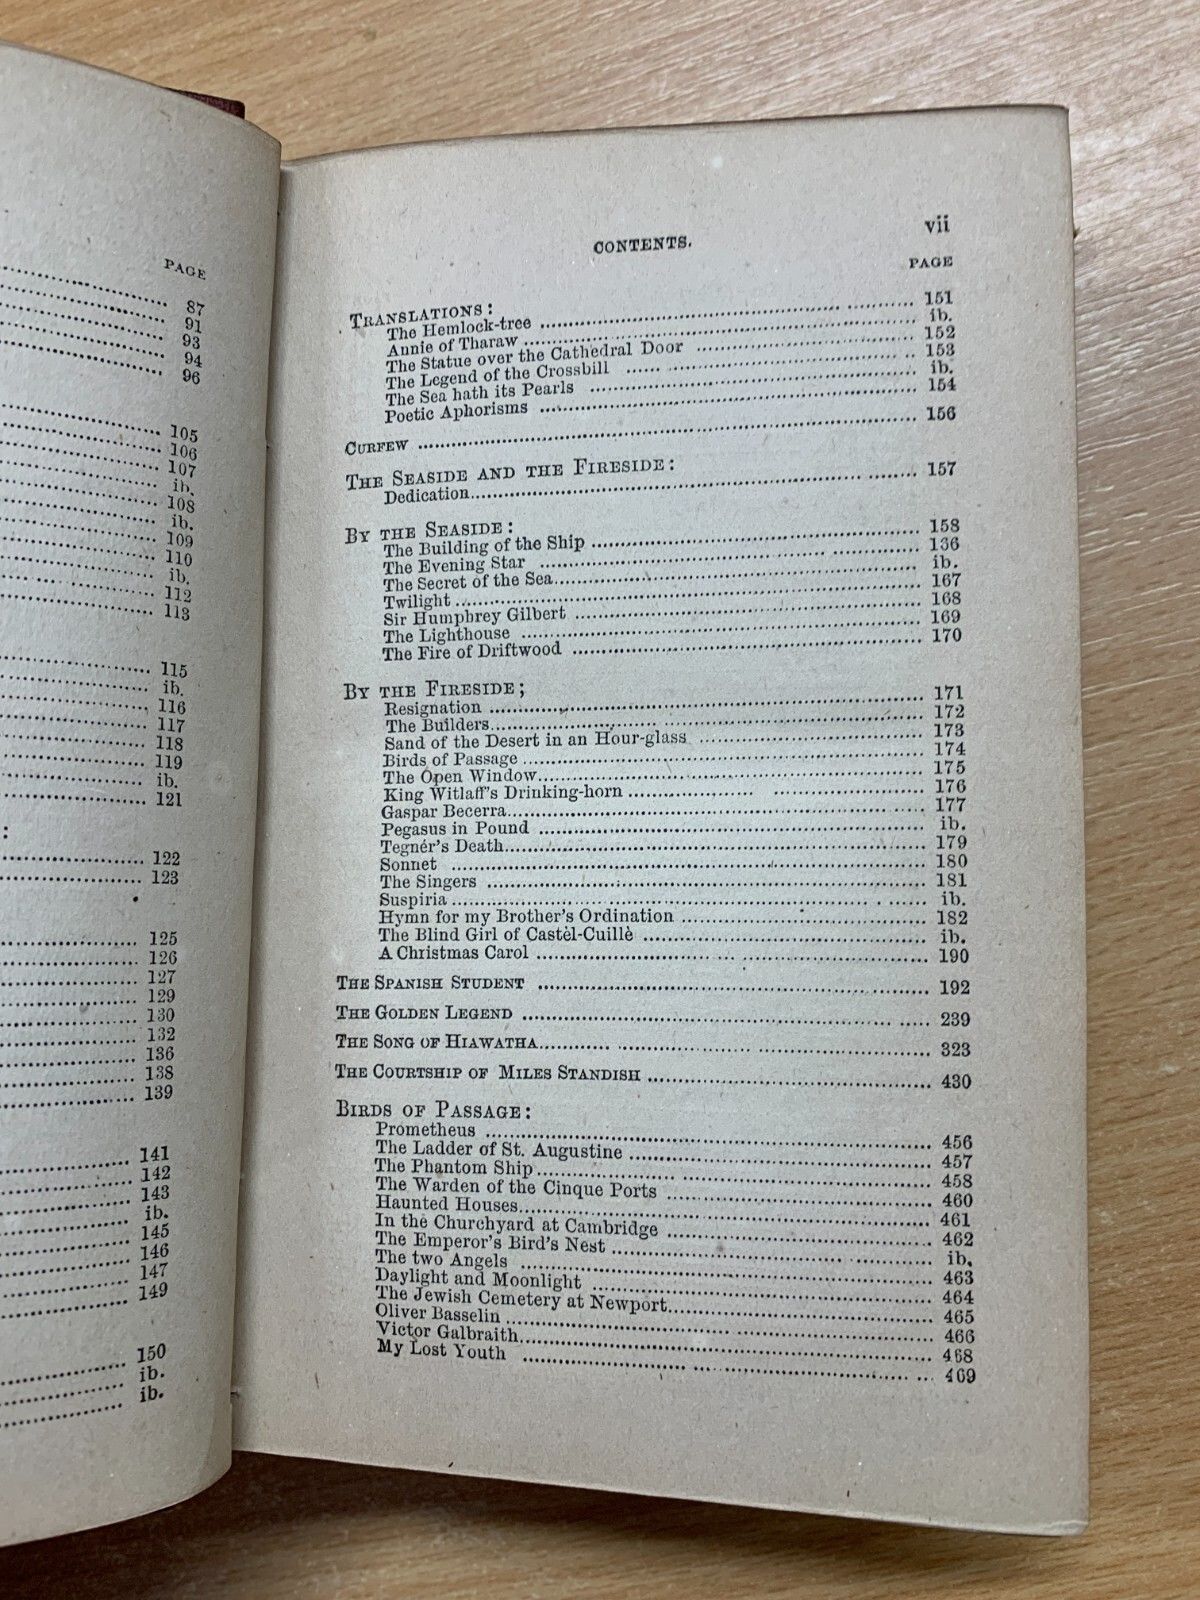 PAGE
87
91
93
94
96
105
106
107
ib.
108
ib.
109
110
ib.
112
113
115
ib.
116
117
118
119
ib.
121
:
122
123
125
126
127
129
130
132
136
138
139
141
142
143
ib.
145
146
147
149
150
ib.
ib.
vii
CONTENTS.
PAGE
TRANSLATIONS:
The Hemlock-tree ........ 151
Annie of Tharaw ........ ib.
The Statue over the Cathedral Door ........ 152
The Legend of the Crossbill ........ 153
The Sea hath its Pearls ........ ib.
Poetic Aphorisms ........ 154
CURFEW ........ 156
THE SEASIDE AND THE FIRESIDE:
Dedication ........ 157
BY THE SEASIDE:
The Building of the Ship ........ 158
The Evening Star ........ 136
The Secret of the Sea ........ ib.
Twilight ........ 167
Sir Humphrey Gilbert ........ 168
The Lighthouse ........ 169
The Fire of Driftwood ........ 170
BY THE FIRESIDE;
Resignation ........ 171
The Builders ........ 172
Sand of the Desert in an Hour-glass ........ 173
Birds of Passage ........ 174
The Open Window ........ 175
King Witlaff's Drinking-horn ........ 176
Gaspar Becerra ........ 177
Pegasus in Pound ........ ib.
Tegnér's Death ........ 179
Sonnet ........ 180
The Singers ........ 181
Suspiria ........ ib.
Hymn for my Brother's Ordination ........ 182
The Blind Girl of Castèl-Cuillè ........ ib.
A Christmas Carol ........ 190
THE SPANISH STUDENT ........ 192
THE GOLDEN LEGEND ........ 239
THE SONG OF HIAWATHA ........ 323
THE COURTSHIP OF MILES STANDISH ........ 430
BIRDS OF PASSAGE:
Prometheus ........ 456
The Ladder of St. Augustine ........ 457
The Phantom Ship ........ 458
The Warden of the Cinque Ports ........ 460
Haunted Houses ........ 461
In the Churchyard at Cambridge ........ 462
The Emperor's Bird's Nest ........ ib.
The two Angels ........ 463
Daylight and Moonlight ........ 464
The Jewish Cemetery at Newport ........ 465
Oliver Basselin ........ 466
Victor Galbraith ........ 468
My Lost Youth ........ 469